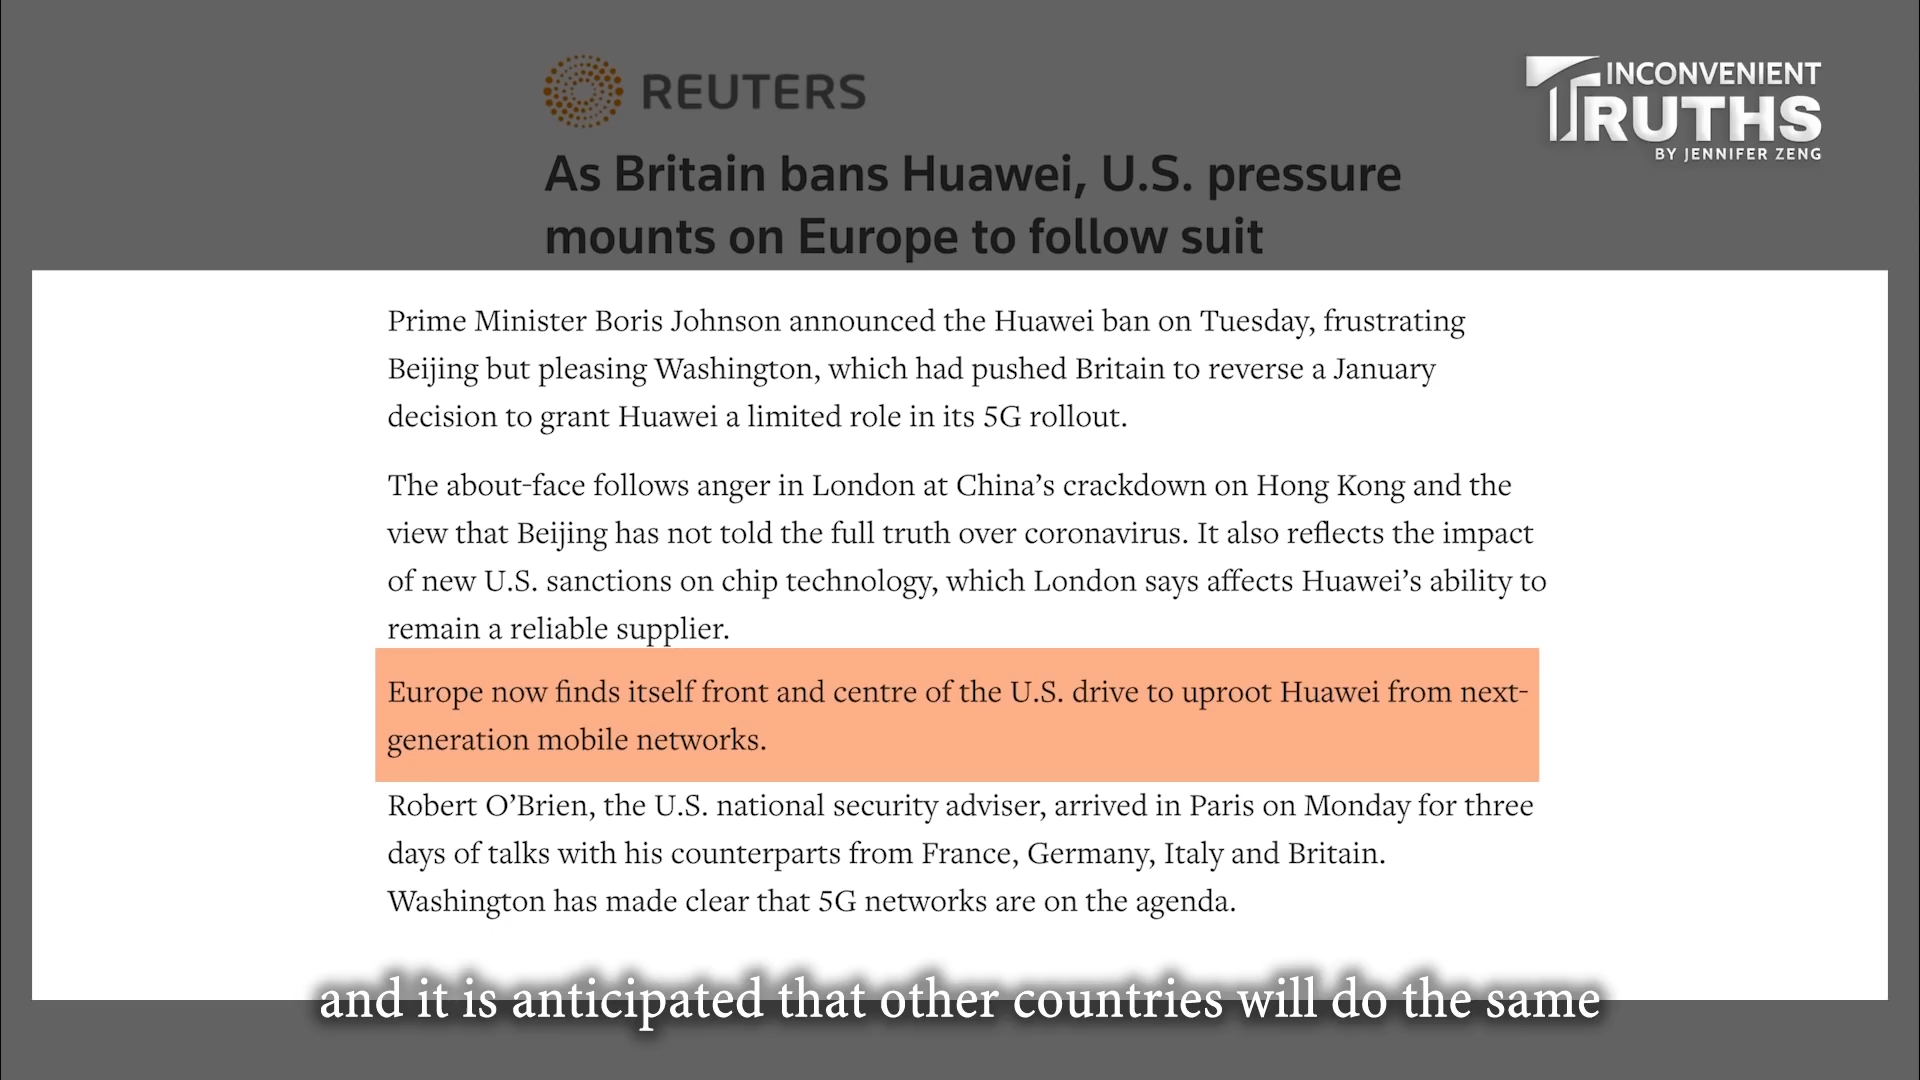 REUTERS
INCONVENIENT
TRUTHS
BY JENNIFER ZENG
As Britain bans Huawei, U.S. pressure
mounts on Europe to follow suit
Prime Minister Boris Johnson announced the Huawei ban on Tuesday, frustrating
Beijing but pleasing Washington, which had pushed Britain to reverse a January
decision to grant Huawei a limited role in its 5G rollout.
The about-face follows anger in London at China’s crackdown on Hong Kong and the
view that Beijing has not told the full truth over coronavirus. It also reflects the impact
of new U.S. sanctions on chip technology, which London says affects Huawei’s ability to
remain a reliable supplier.
Europe now finds itself front and centre of the U.S. drive to uproot Huawei from next-
generation mobile networks.
Robert O’Brien, the U.S. national security adviser, arrived in Paris on Monday for three
days of talks with his counterparts from France, Germany, Italy and Britain.
Washington has made clear that 5G networks are on the agenda.
and it is anticipated that other countries will do the same